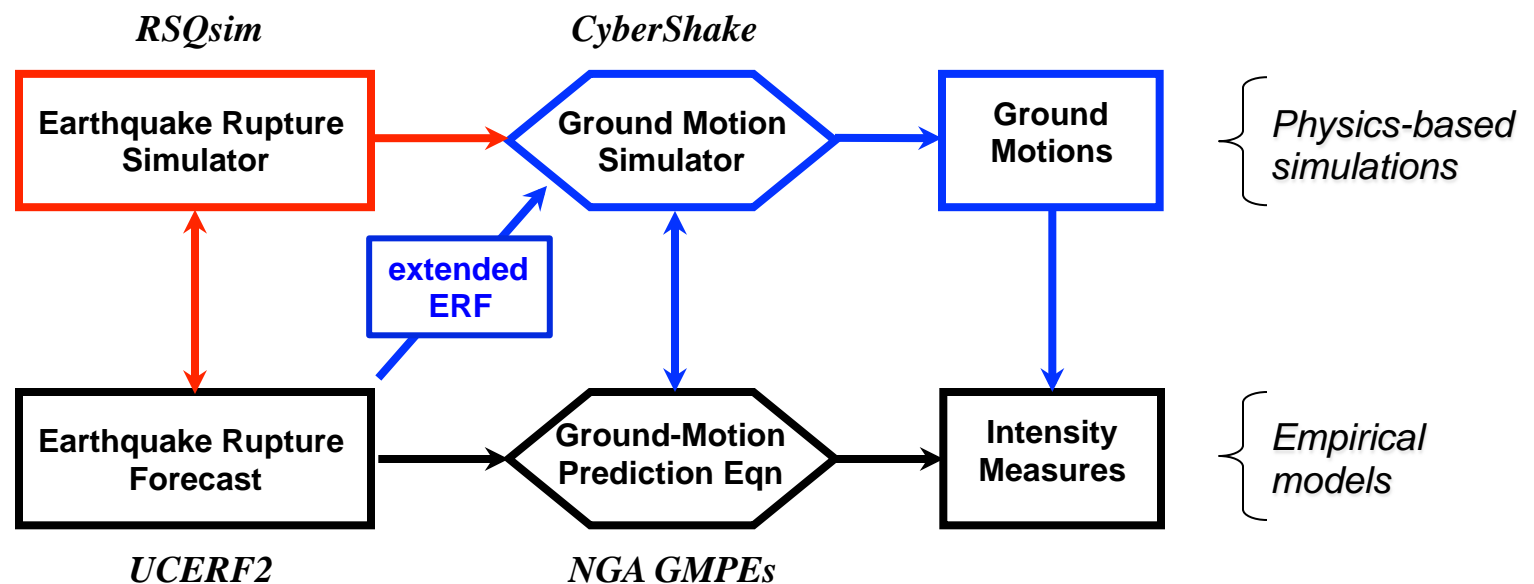 RSQsim
CyberShake
Earthquake Rupture
Simulator
Ground Motion
Simulator
Ground
Motions
Physics-based
simulations
extended
ERF
Earthquake Rupture
Forecast
Ground-Motion
Prediction Eqn
Intensity
Measures
Empirical
models
UCERF2
NGA GMPEs